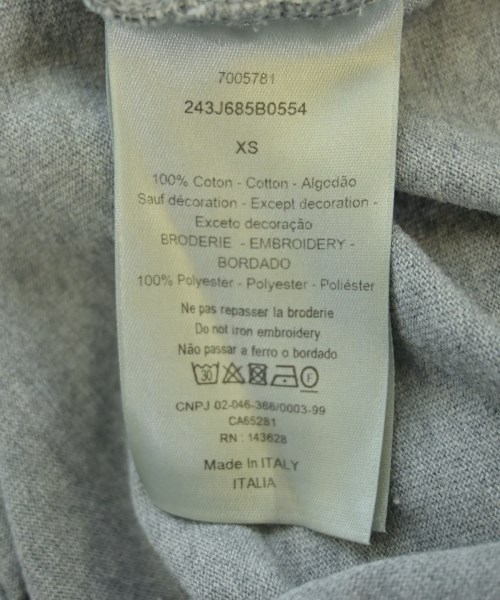 7005781
243J685B0554
XS
100% Coton - Cotton - Algodão
Sauf décoration - Except decoration -
Exceto decoração
BRODERIE - EMBROIDERY -
BORDADO
100% Polyester - Polyester - Poliéster
Ne pas repasser la broderie
Do not iron embroidery
Não passar a ferro o bordado
30 F
CNPJ 02-046-366/0003-99
CA65281
RN : 143628
Made In ITALY
ITALIA